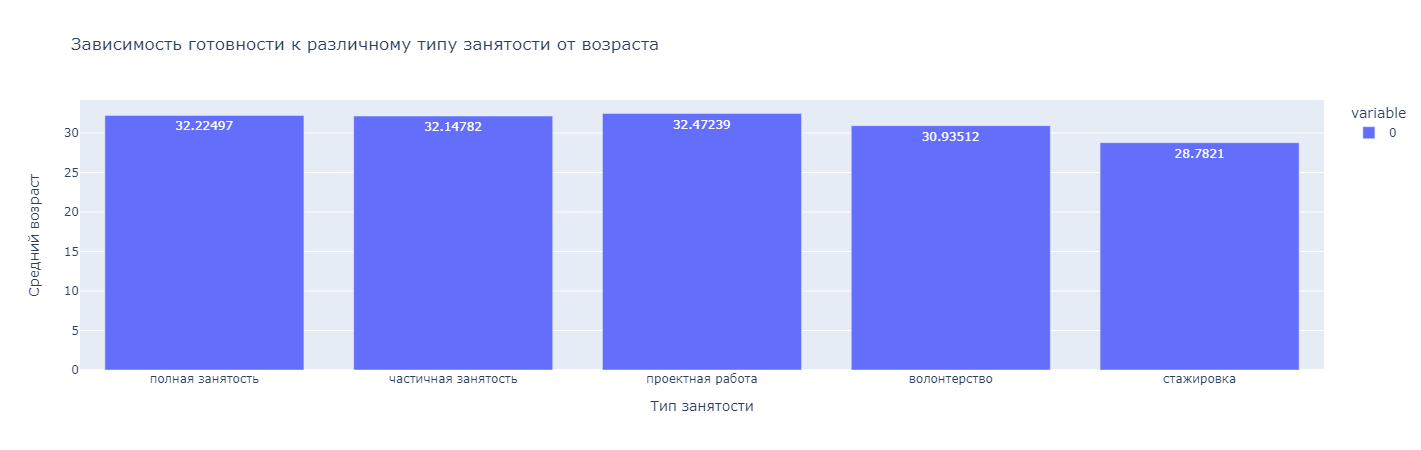 Зависимость готовности к различному типу занятости от возраста
variable
0
Средний возраст
30
25
20
15
10
5
0
32.22497
32.14782
32.47239
30.93512
28.7821
полная занятость
частичная занятость
проектная работа
волонтерство
стажировка
Тип занятости